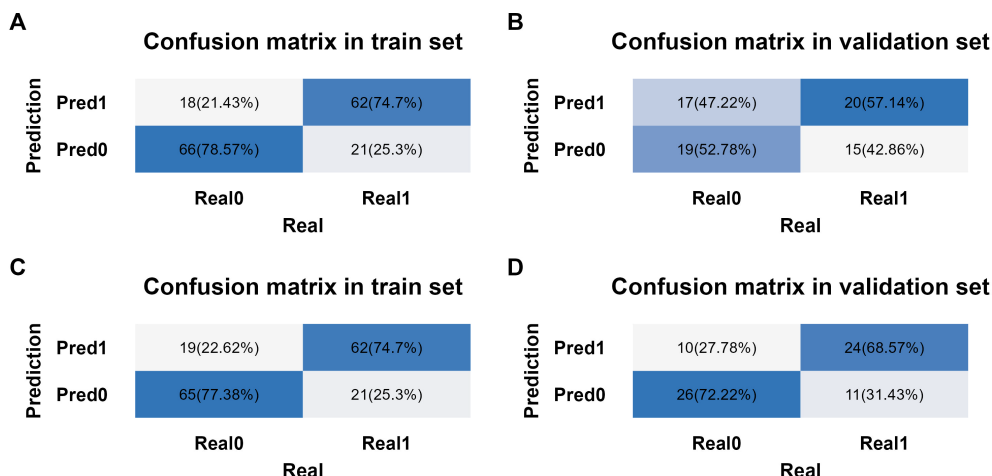 A
Confusion matrix in train set
Prediction
Pred1
18(21.43%)
62(74.7%)
Pred0
66(78.57%)
21(25.3%)
Real0
Real1
Real
B
Confusion matrix in validation set
Prediction
Pred1
17(47.22%)
20(57.14%)
Pred0
19(52.78%)
15(42.86%)
Real0
Real1
Real
C
Confusion matrix in train set
Prediction
Pred1
19(22.62%)
62(74.7%)
Pred0
65(77.38%)
21(25.3%)
Real0
Real1
Real
D
Confusion matrix in validation set
Prediction
Pred1
10(27.78%)
24(68.57%)
Pred0
26(72.22%)
11(31.43%)
Real0
Real1
Real